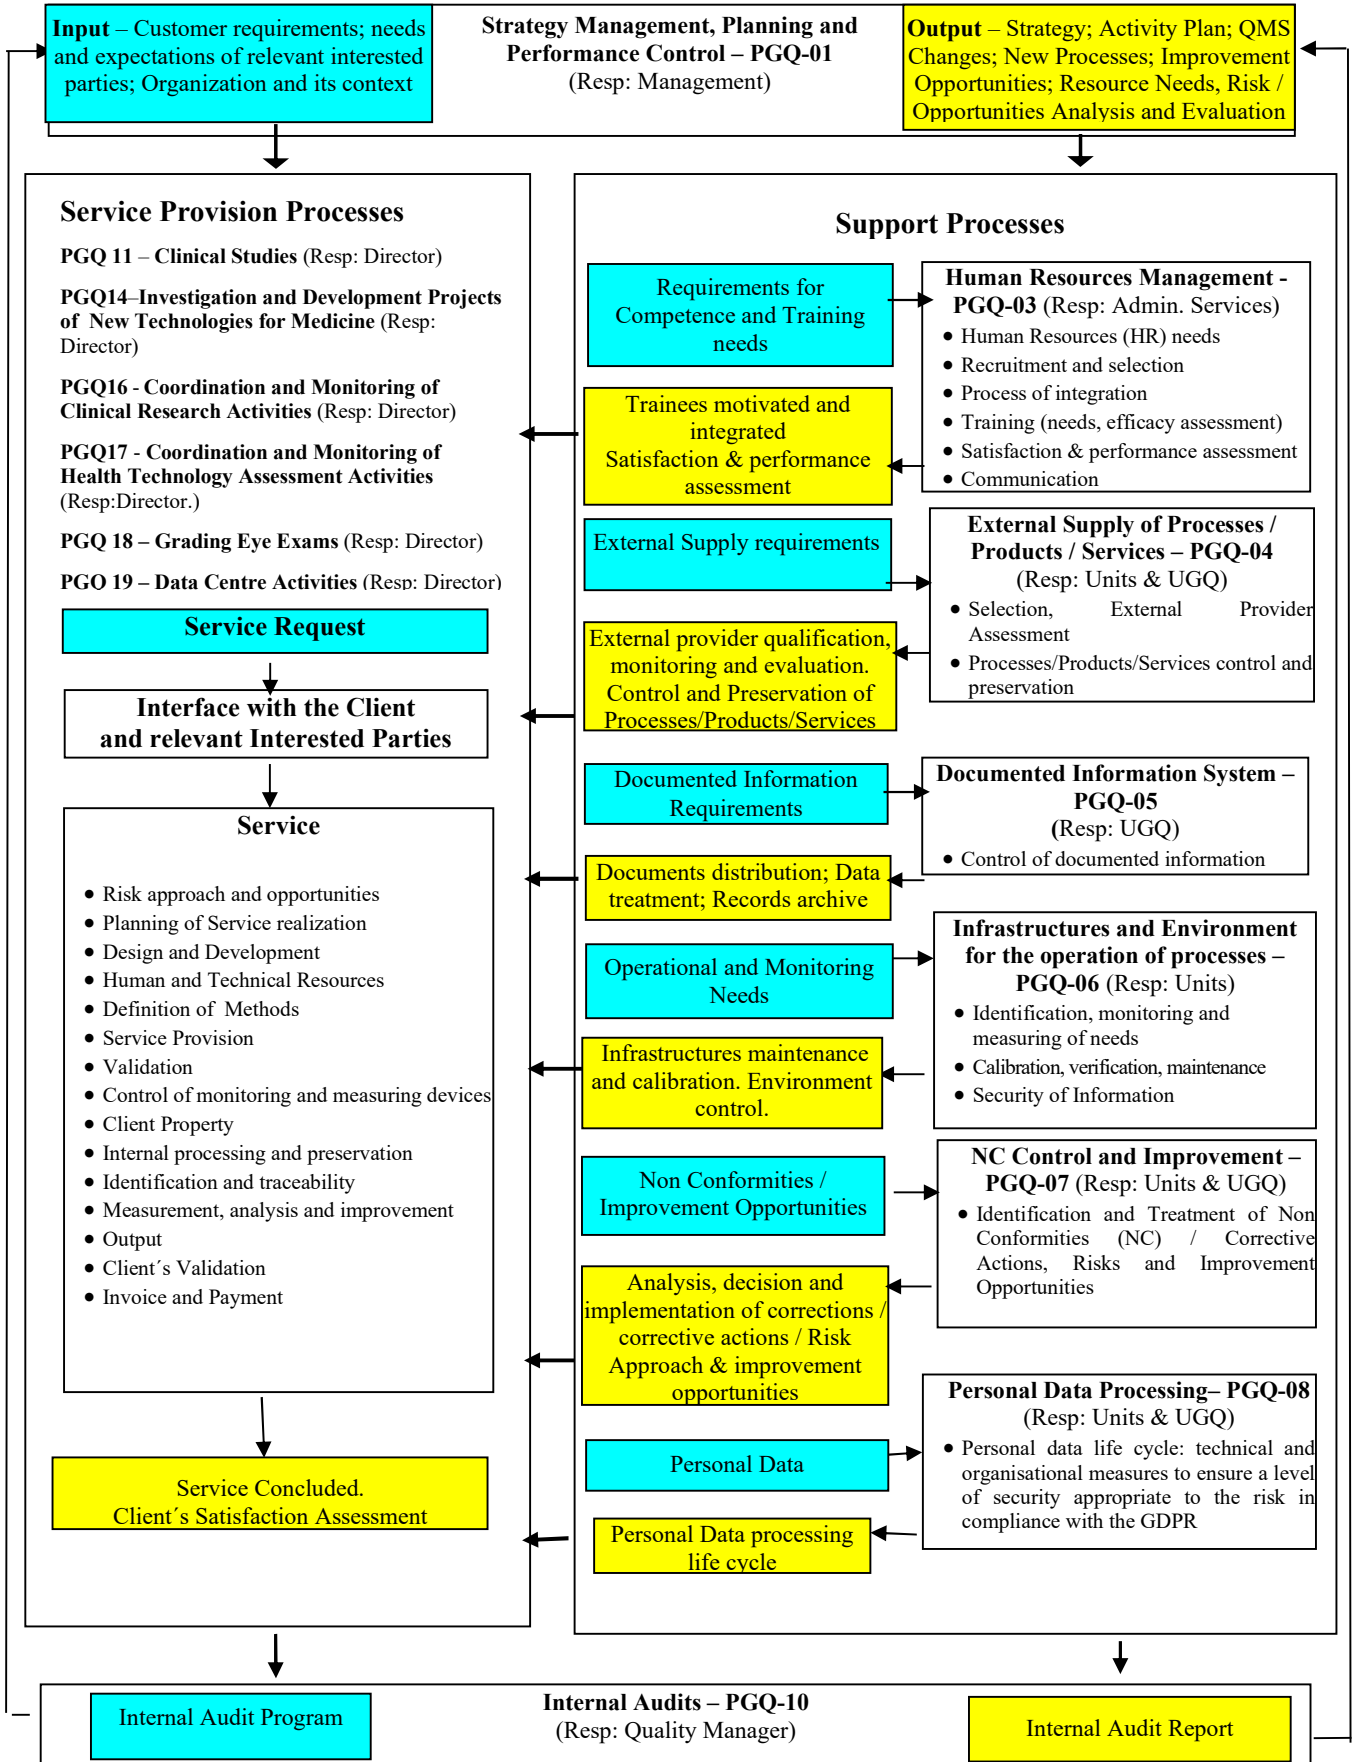 Input – Customer requirements; needs
and expectations of relevant interested
parties; Organization and its context
Strategy Management, Planning and
Performance Control – PGQ-01
(Resp: Management)
Output – Strategy; Activity Plan; QMS
Changes; New Processes; Improvement
Opportunities; Resource Needs, Risk /
Opportunities Analysis and Evaluation
Service Provision Processes
PGQ 11 – Clinical Studies (Resp: Director)
PGQ14–Investigation and Development Projects
of New Technologies for Medicine (Resp:
Director)
PGQ16 - Coordination and Monitoring of
Clinical Research Activities (Resp: Director)
PGQ17 - Coordination and Monitoring of
Health Technology Assessment Activities
(Resp:Director.)
PGQ 18 – Grading Eye Exams (Resp: Director)
PGQ 19 – Data Centre Activities (Resp: Director)
Service Request
Interface with the Client
and relevant Interested Parties
Service
• Risk approach and opportunities
• Planning of Service realization
• Design and Development
• Human and Technical Resources
• Definition of Methods
• Service Provision
• Validation
• Control of monitoring and measuring devices
• Client Property
• Internal processing and preservation
• Identification and traceability
• Measurement, analysis and improvement
• Output
• Client´s Validation
• Invoice and Payment
Service Concluded.
Client´s Satisfaction Assessment
Support Processes
Requirements for
Competence and Training
needs
Human Resources Management -
PGQ-03 (Resp: Admin. Services)
• Human Resources (HR) needs
• Recruitment and selection
• Process of integration
• Training (needs, efficacy assessment)
• Satisfaction & performance assessment
• Communication
Trainees motivated and
integrated
Satisfaction & performance
assessment
External Supply requirements
External Supply of Processes /
Products / Services – PGQ-04
(Resp: Units & UGQ)
• Selection, External Provider
Assessment
• Processes/Products/Services control and
preservation
External provider qualification,
monitoring and evaluation.
Control and Preservation of
Processes/Products/Services
Documented Information
Requirements
Documented Information System –
PGQ-05
(Resp: UGQ)
• Control of documented information
Documents distribution; Data
treatment; Records archive
Operational and Monitoring
Needs
Infrastructures and Environment
for the operation of processes –
PGQ-06 (Resp: Units)
• Identification, monitoring and
measuring of needs
• Calibration, verification, maintenance
• Security of Information
Infrastructures maintenance
and calibration. Environment
control.
Non Conformities /
Improvement Opportunities
NC Control and Improvement –
PGQ-07 (Resp: Units & UGQ)
• Identification and Treatment of Non
Conformities (NC) / Corrective
Actions, Risks and Improvement
Opportunities
Analysis, decision and
implementation of corrections /
corrective actions / Risk
Approach & improvement
opportunities
Personal Data
Personal Data Processing– PGQ-08
(Resp: Units & UGQ)
• Personal data life cycle: technical and
organisational measures to ensure a level
of security appropriate to the risk in
compliance with the GDPR
Personal Data processing
life cycle
Internal Audit Program
Internal Audits – PGQ-10
(Resp: Quality Manager)
Internal Audit Report